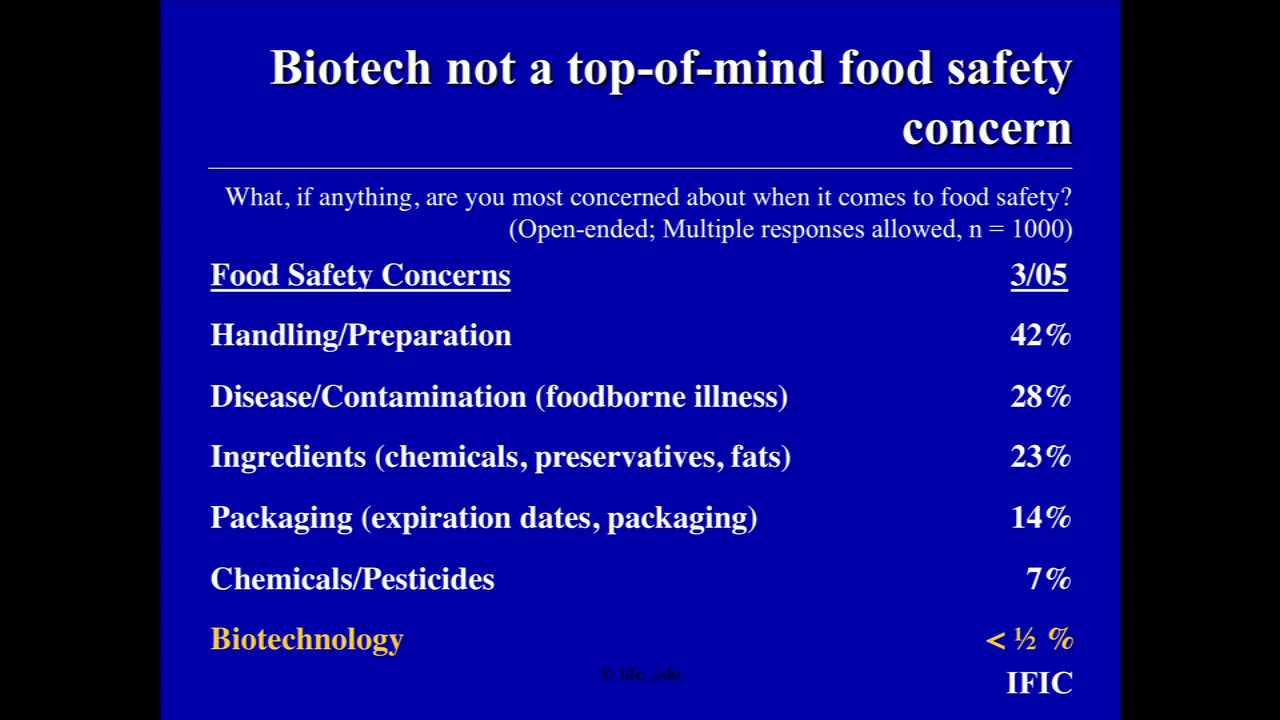 Biotech not a top-of-mind food safety
concern
What, if anything, are you most concerned about when it comes to food safety?
(Open-ended; Multiple responses allowed, n = 1000)
Food Safety Concerns 3/05
Handling/Preparation 42%
Disease/Contamination (foodborne illness) 28%
Ingredients (chemicals, preservatives, fats) 23%
Packaging (expiration dates, packaging) 14%
Chemicals/Pesticides 7%
Biotechnology < ½ %
© life_edu
IFIC